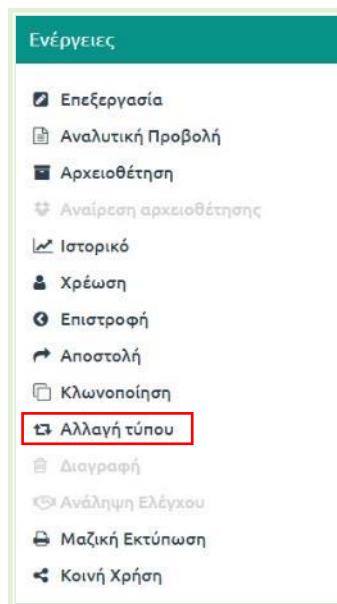 Ενέργειες
Επεξεργασία
Αναλυτική Προβολή
Αρχειοθέτηση
Αναίρεση αρχειοθέτησης
Ιστορικό
Χρέωση
Επιστροφή
Αποστολή
Κλωνοποίηση
Αλλαγή τύπου
Διαγραφή
Ανάληψη Ελέγχου
Μαζική Εκτύπωση
Κοινή Χρήση